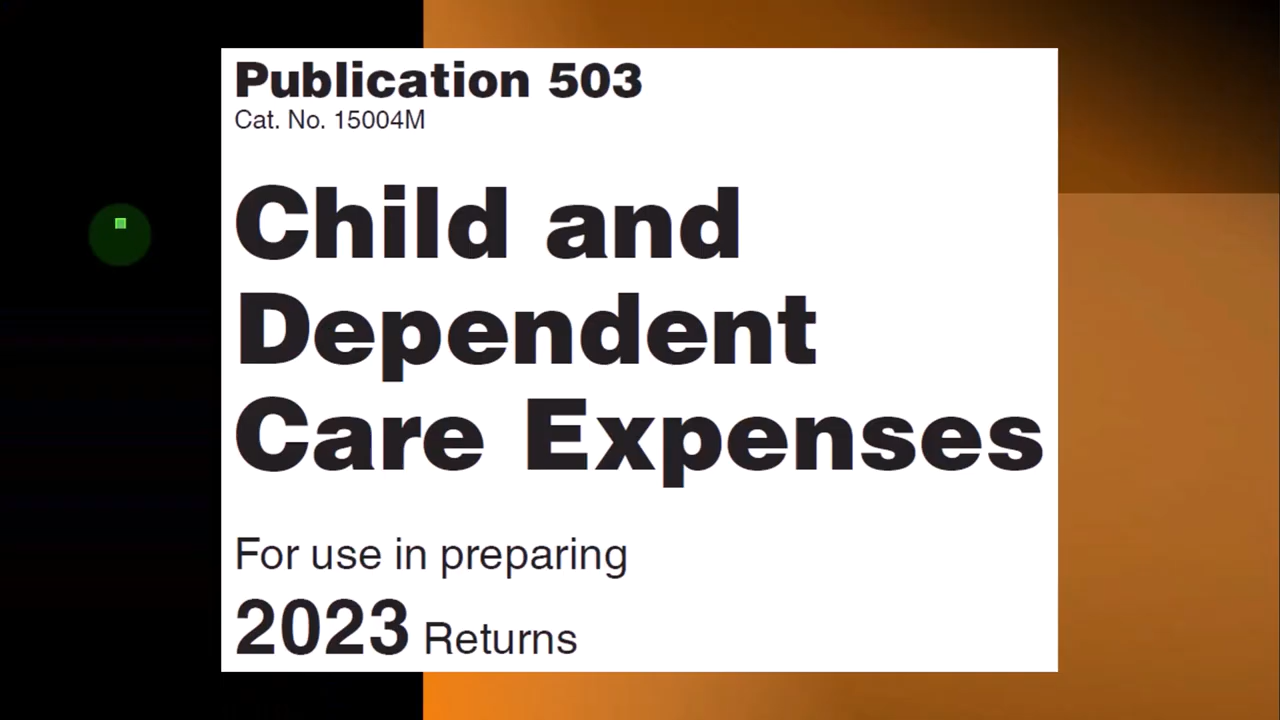 Publication 503
Cat. No. 15004M
Child and
Dependent
Care Expenses
For use in preparing
2023 Returns